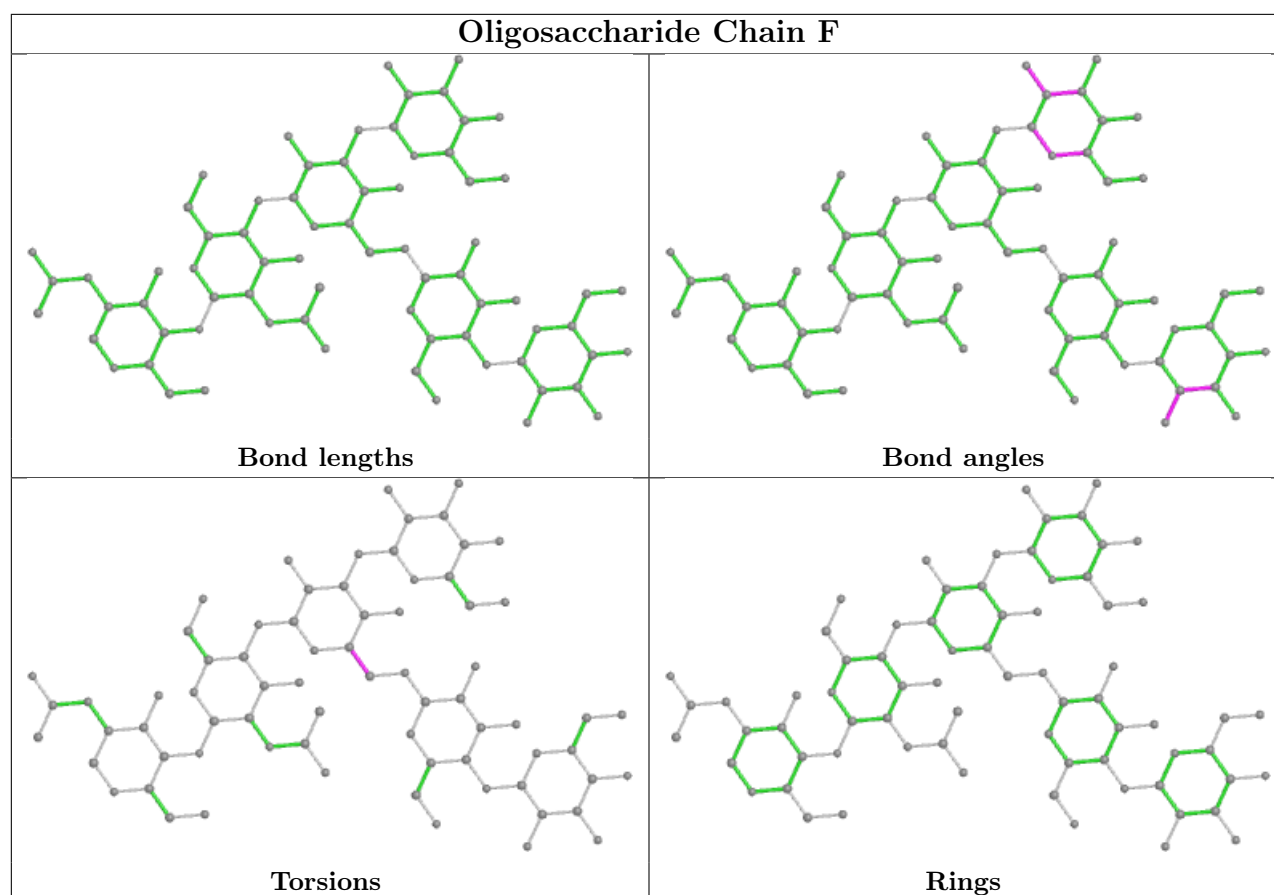 Oligosaccharide Chain F
Bond lengths
Bond angles
Torsions
Rings